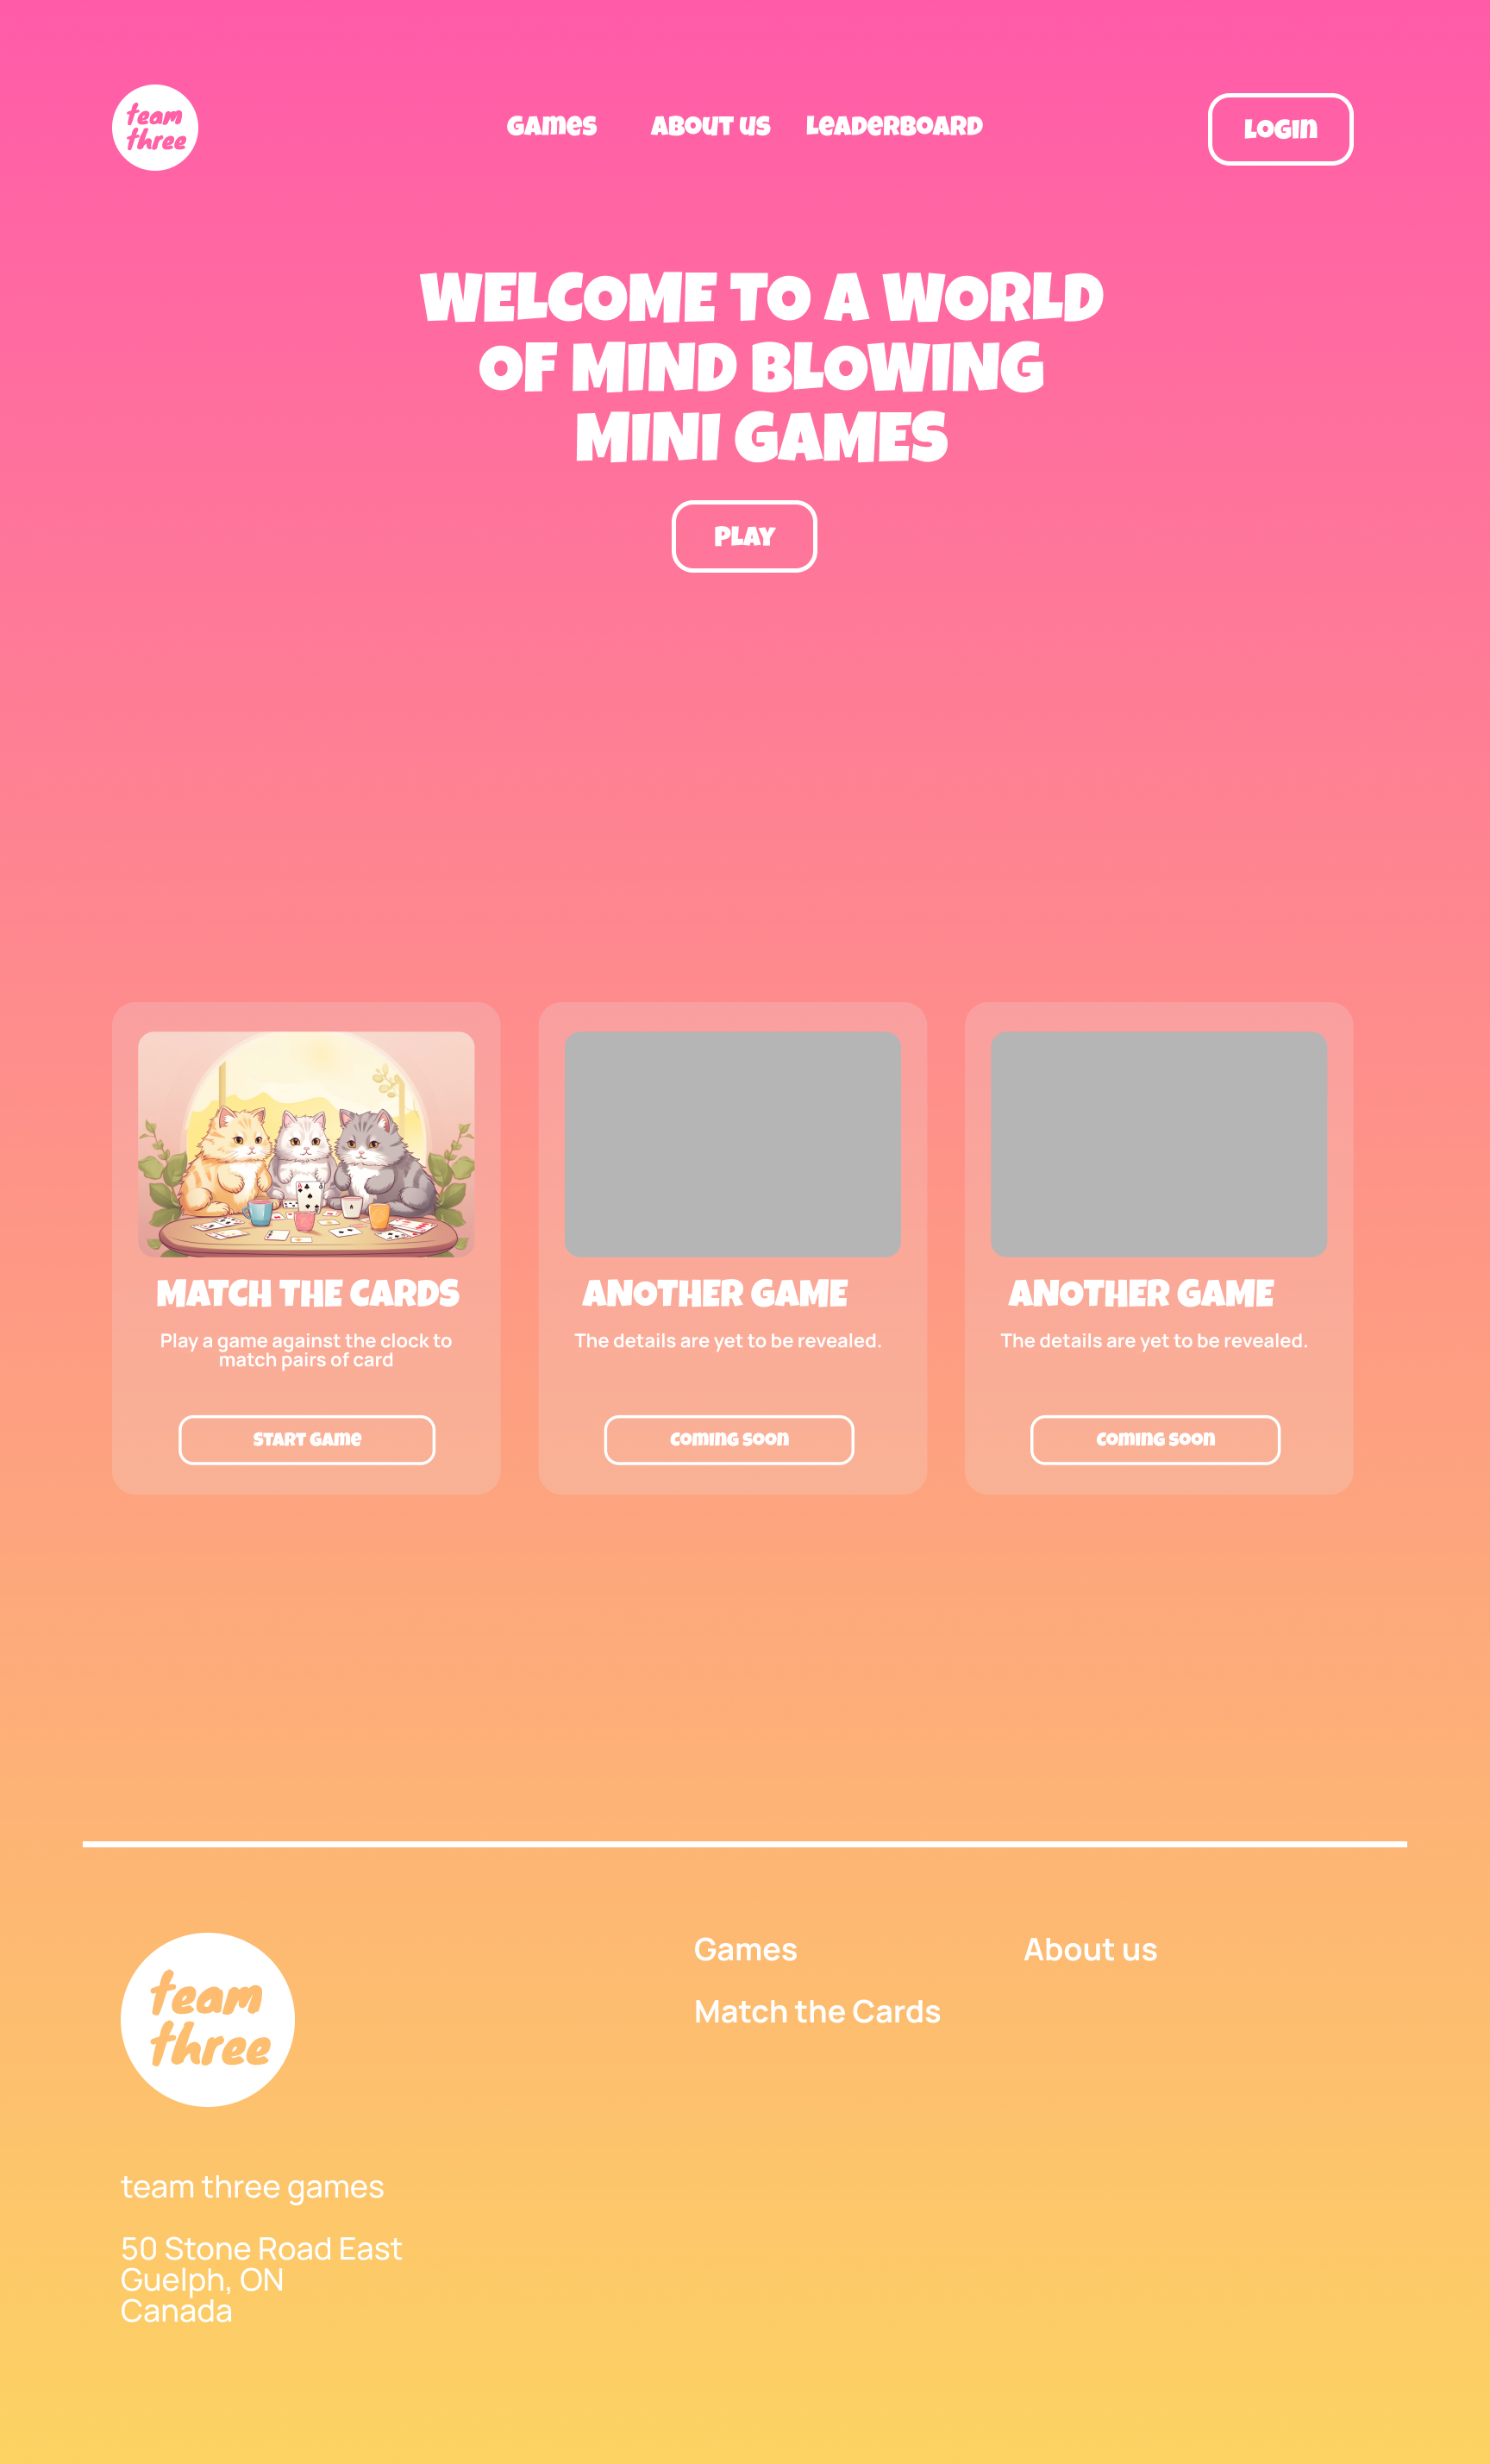 team
three
Games
About us
Leaderboard
Login
WELCOME TO A WORLD
OF MIND BLOWING
MINI GAMES
PLAY
MATCH THE CARDS
Play a game against the clock to
match pairs of card
Start Game
ANOTHER GAME
The details are yet to be revealed.
Coming Soon
ANOTHER GAME
The details are yet to be revealed.
Coming Soon
team
three
Games
Match the Cards
About us
team three games
50 Stone Road East
Guelph, ON
Canada